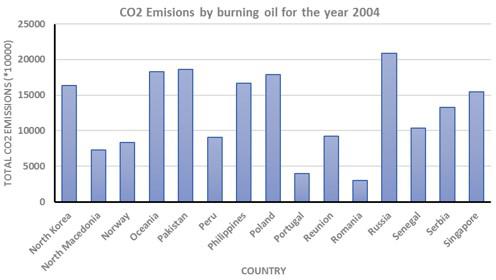 CO2 Emisions by burning oil for the year 2004
TOTAL CO2 EMISSIONS (*10000)
25000
20000
15000
10000
5000
0
North Korea
North Macedonia
Norway
Oceania
Pakistan
Peru
Philippines
Poland
Portugal
Reunion
Romania
Russia
Senegal
Serbia
Singapore
COUNTRY